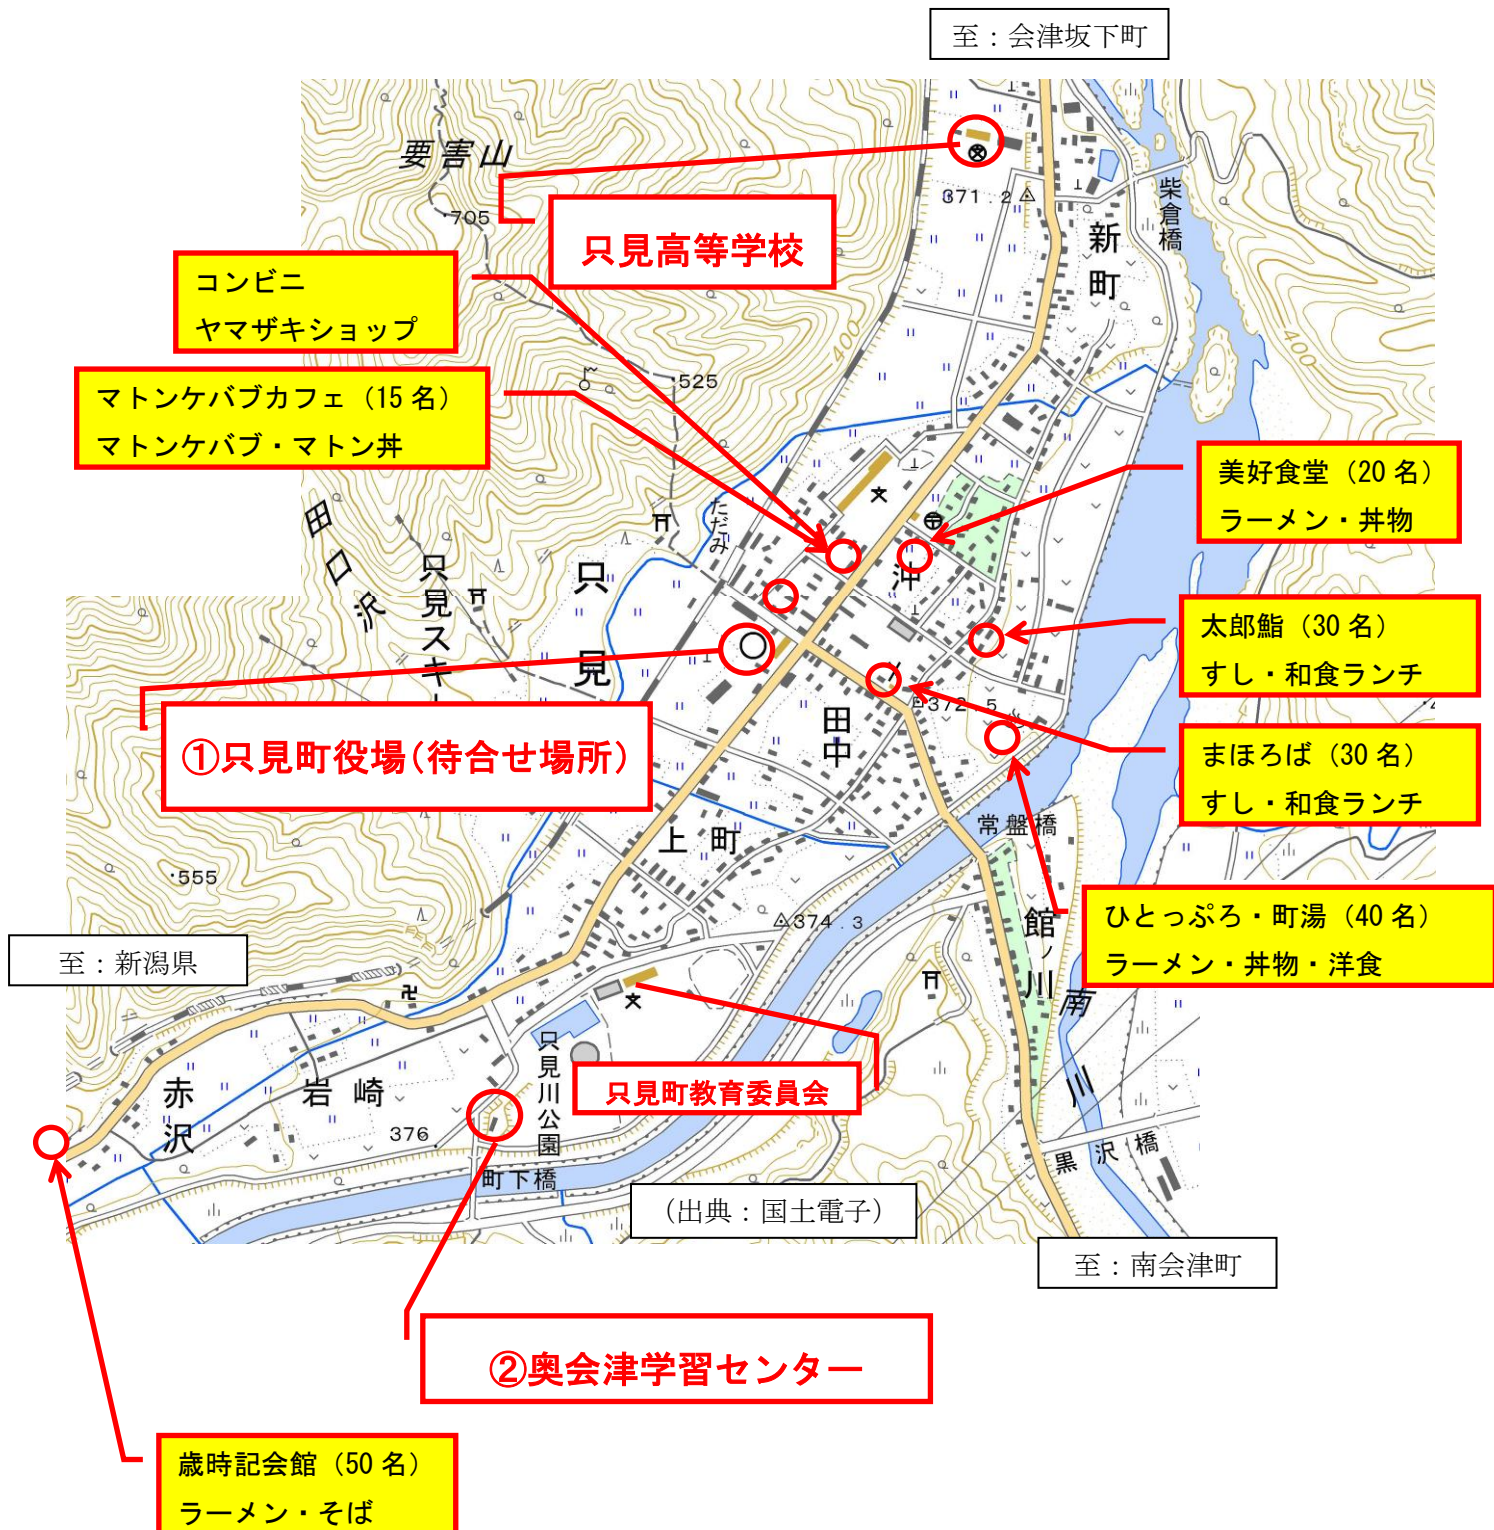 至：会津坂下町
要害山
705
371.2
柴倉橋
新町
只見高等学校
コンビニ
ヤマザキショップ
400
400
525
マトンケバブカフェ（15名）
マトンケバブ・マトン丼
美好食堂（20名）
ラーメン・丼物
ただみ
田口沢
只見スキー
只見
沖
太郎鮨（30名）
すし・和食ランチ
372.5
①只見町役場(待合せ場所)
田中
まほろば（30名）
すし・和食ランチ
上町
常盤橋
555
374.3
館ノ川
ひとっぷろ・町湯（40名）
ラーメン・丼物・洋食
至：新潟県
南
川
只見川公園
只見町教育委員会
赤沢
岩崎
376
町下橋
黒沢橋
（出典：国土電子）
至：南会津町
②奥会津学習センター
歳時記会館（50名）
ラーメン・そば